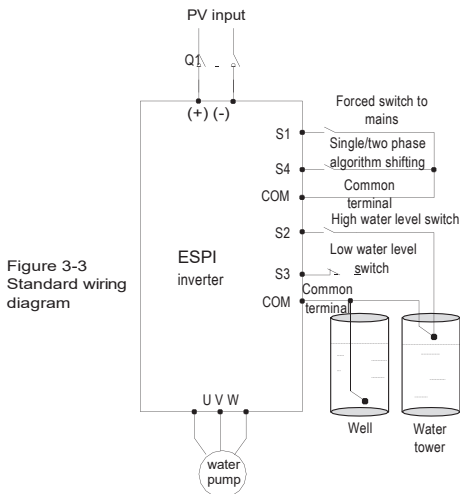 PV input
Q1
(+) (-)
Forced switch to
mains
S1
Single/two phase
algorithm shifting
S4
Common
terminal
COM
High water level switch
S2
ESPI
inverter
Low water level
switch
S3
Common
terminal
COM
Figure 3-3
Standard wiring
diagram
U V W
Well
Water
tower
water
pump